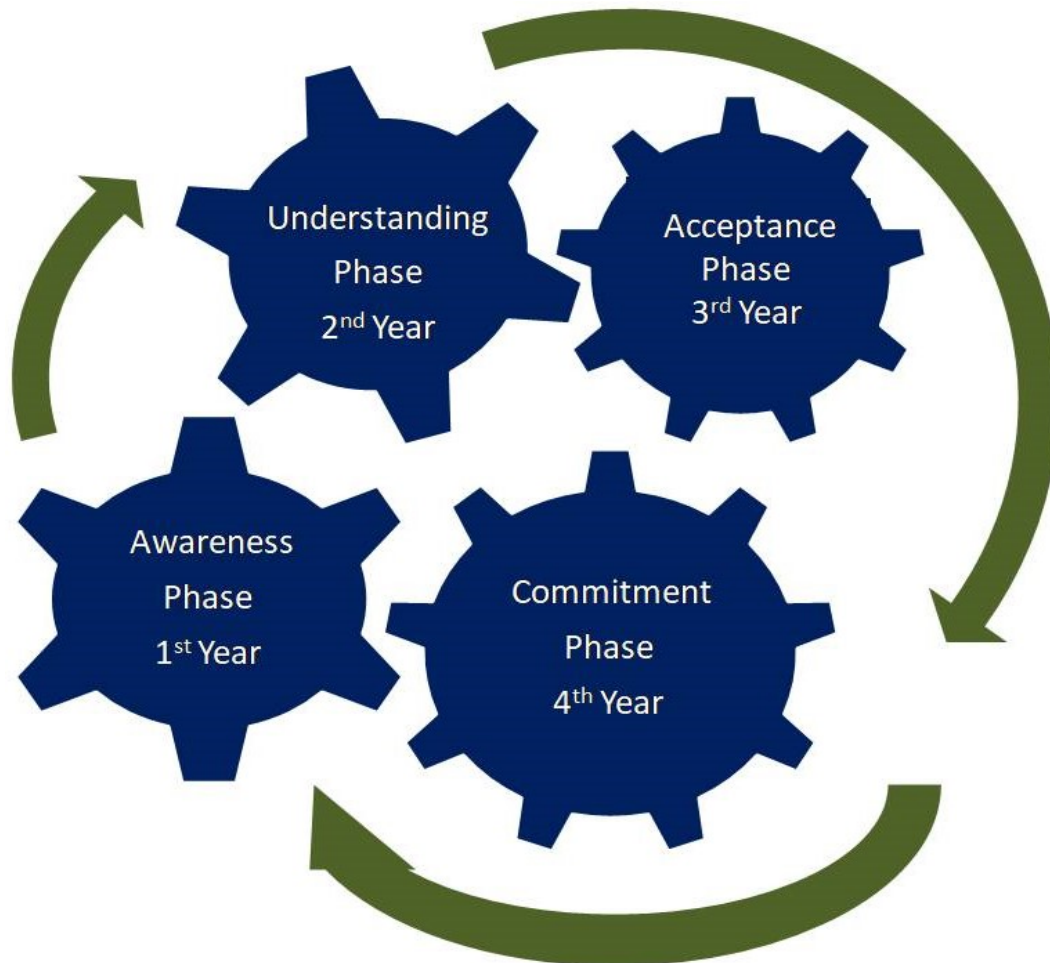 Understanding
Phase
2nd Year
Acceptance
Phase
3rd Year
Awareness
Phase
1st Year
Commitment
Phase
4th Year